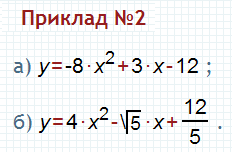 Приклад №2
а) y=-8·x²+3·x-12 ;
б) y=4·x²-√5·x+12/5 .